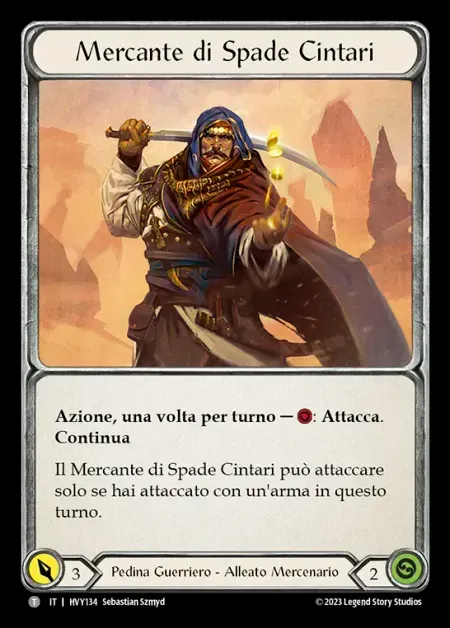 Mercante di Spade Cintari
Azione, una volta per turno — : Attacca.
Continua
Il Mercante di Spade Cintari può attaccare
solo se hai attaccato con un'arma in questo
turno.
3 Pedina Guerriero - Alleato Mercenario 2
T IT | HVY134 Sebastian Szmyd © 2023 Legend Story Studios